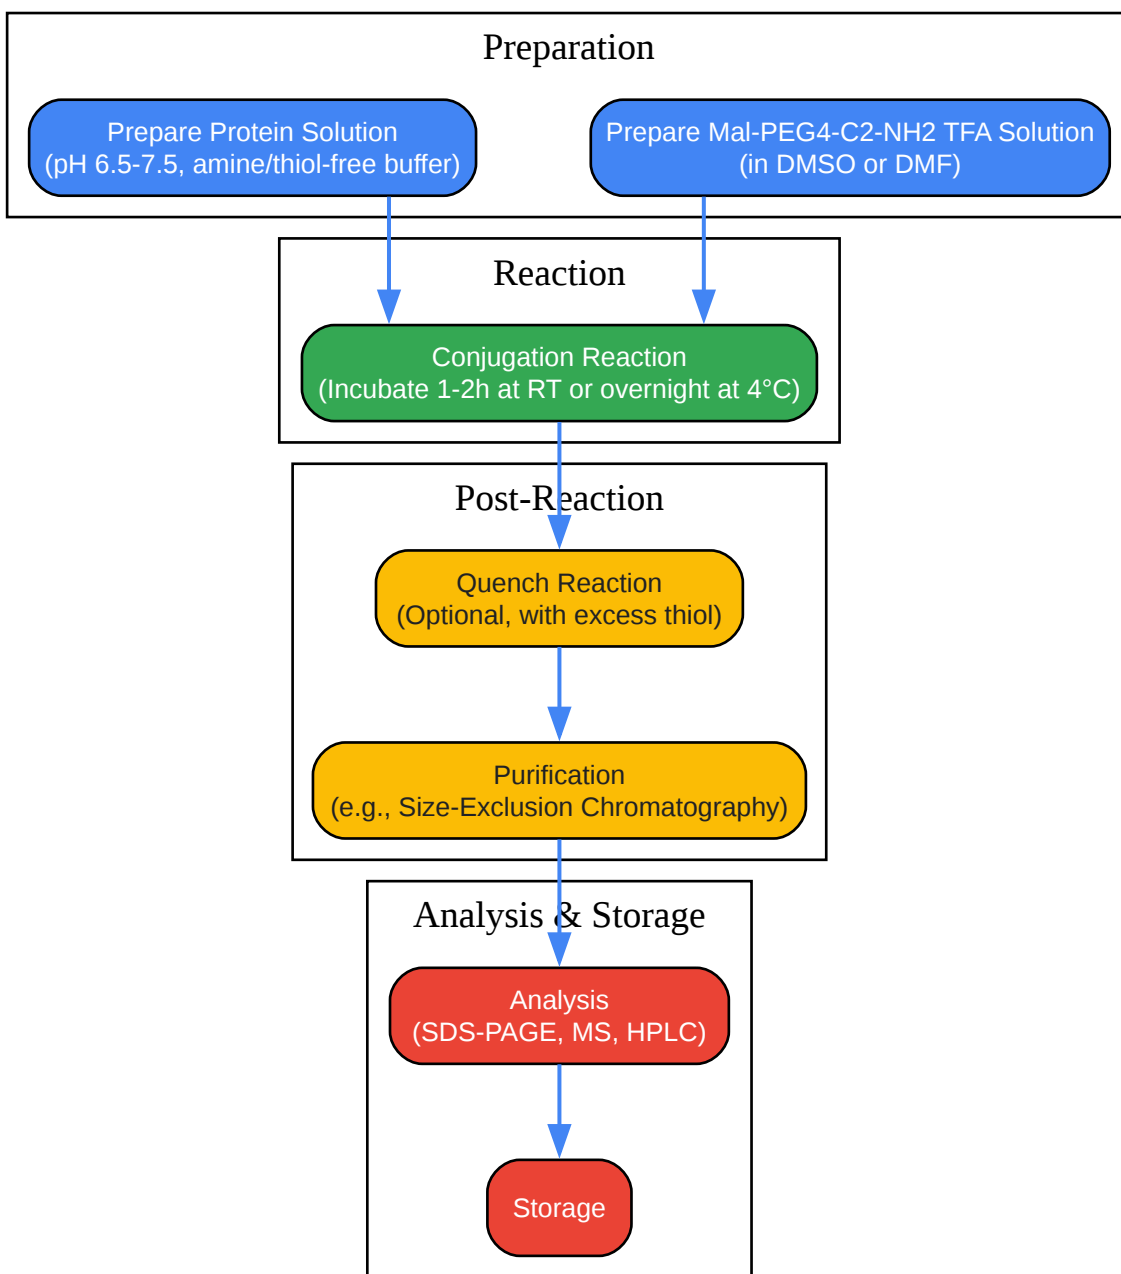 Preparation
Prepare Protein Solution
(pH 6.5-7.5, amine/thiol-free buffer)
Prepare Mal-PEG4-C2-NH2 TFA Solution
(in DMSO or DMF)
Reaction
Conjugation Reaction
(Incubate 1-2h at RT or overnight at 4°C)
Post-Reaction
Quench Reaction
(Optional, with excess thiol)
Purification
(e.g., Size-Exclusion Chromatography)
Analysis & Storage
Analysis
(SDS-PAGE, MS, HPLC)
Storage